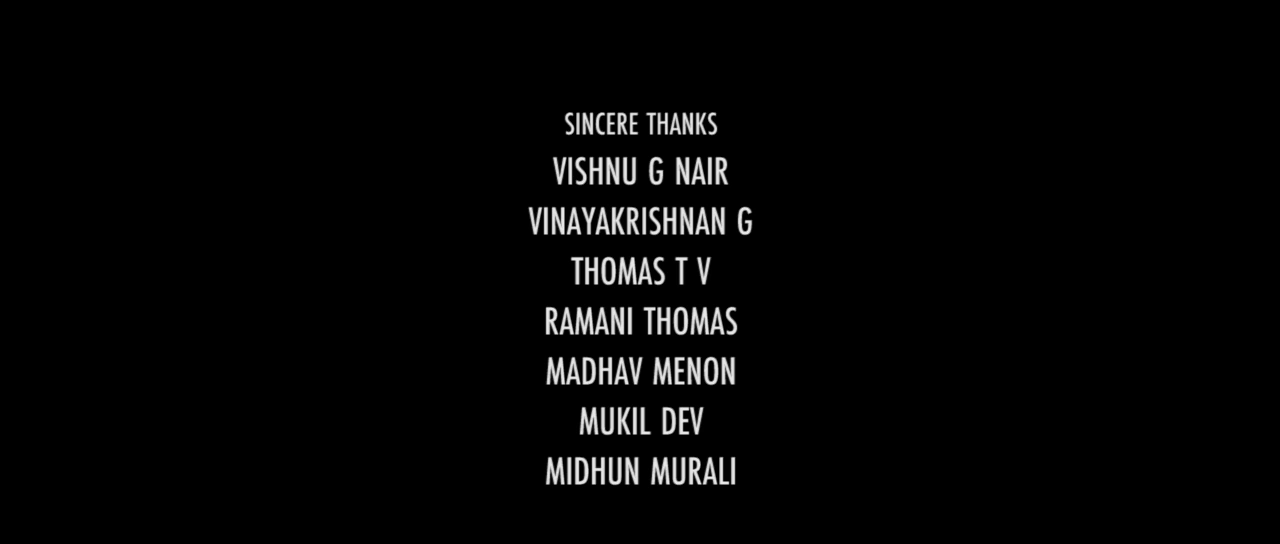 SINCERE THANKS
VISHNU G NAIR
VINAYAKRISHNAN G
THOMAS T V
RAMANI THOMAS
MADHAV MENON
MUKIL DEV
MIDHUN MURALI